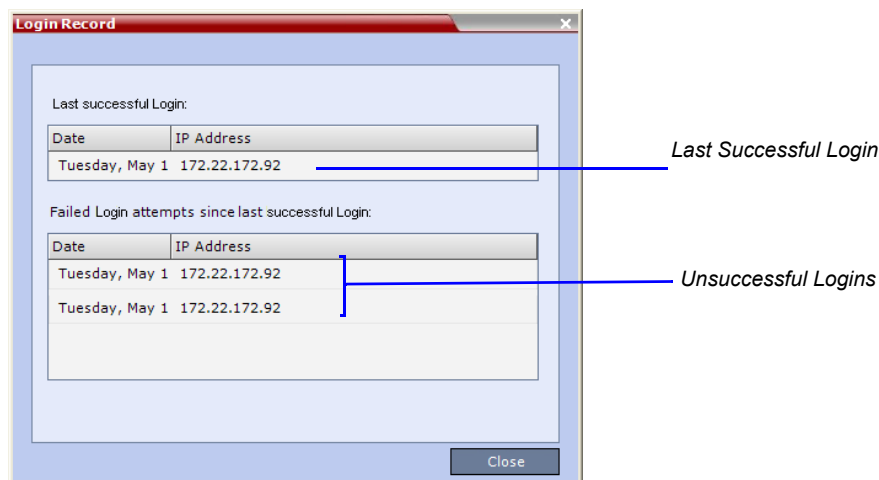 Login Record
Last successful Login:
Date IP Address
Tuesday, May 1 172.22.172.92
Last Successful Login
Failed Login attempts since last successful Login:
Date IP Address
Tuesday, May 1 172.22.172.92
Tuesday, May 1 172.22.172.92
Unsuccessful Logins
Close